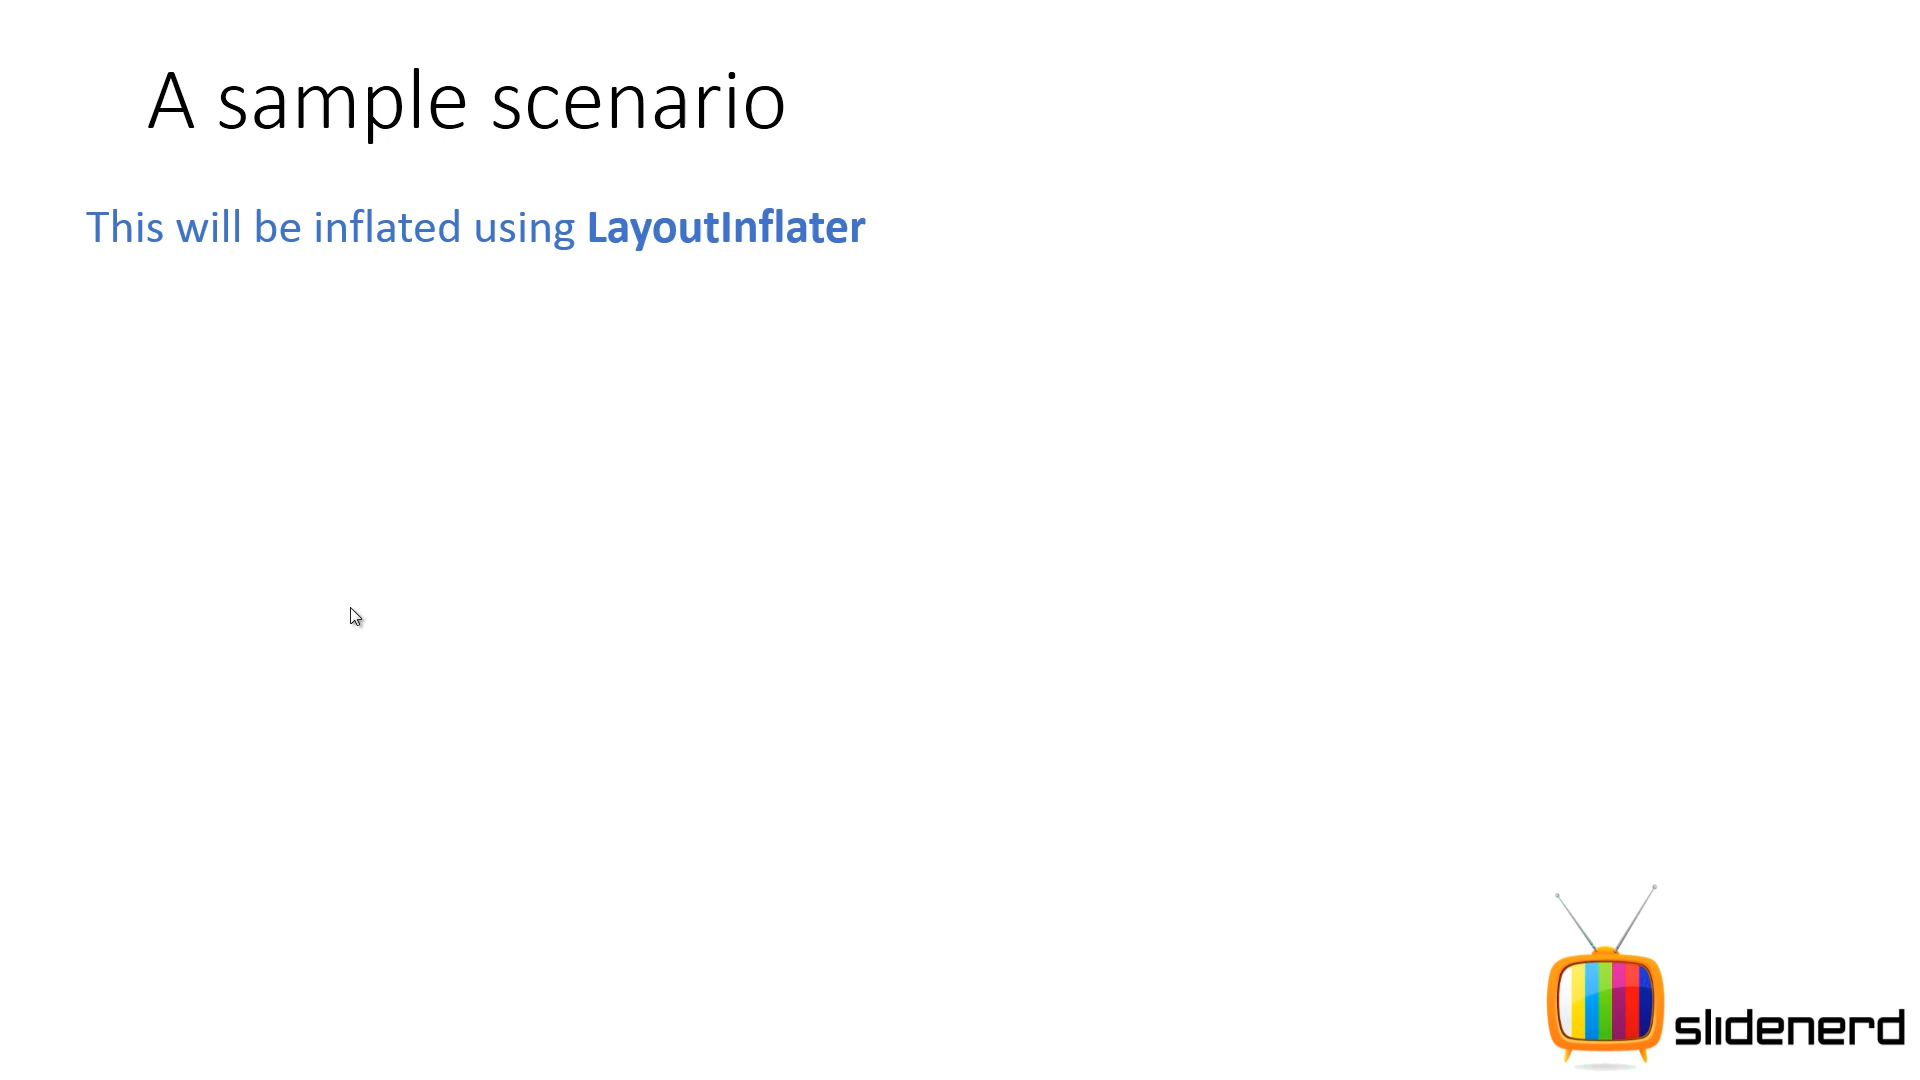 A sample scenario
This will be inflated using LayoutInflater
slidenerd